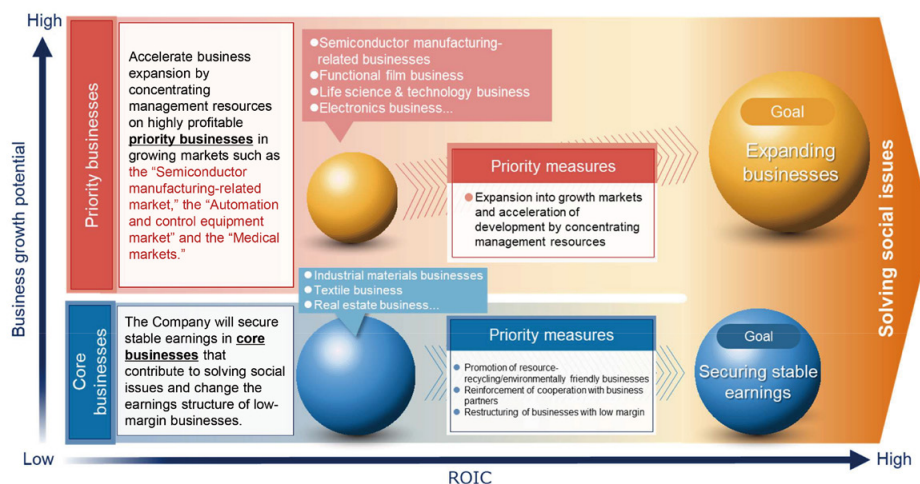 High
Business growth potential
Low
ROIC
High
Priority businesses
Accelerate business
expansion by
concentrating
management resources
on highly profitable
priority businesses in
growing markets such as
the “Semiconductor
manufacturing-related
market,” the “Automation
and control equipment
market” and the “Medical
markets.”
●Semiconductor manufacturing-
related businesses
●Functional film business
●Life science & technology business
●Electronics business...
Priority measures
● Expansion into growth markets
and acceleration of
development by concentrating
management resources
Goal
Expanding
businesses
Core
businesses
The Company will secure
stable earnings in core
businesses that
contribute to solving social
issues and change the
earnings structure of low-
margin businesses.
●Industrial materials businesses
●Textile business
●Real estate business...
Priority measures
● Promotion of resource-
recycling/environmentally friendly businesses
● Reinforcement of cooperation with business
partners
● Restructuring of businesses with low margin
Goal
Securing stable
earnings
Solving social issues